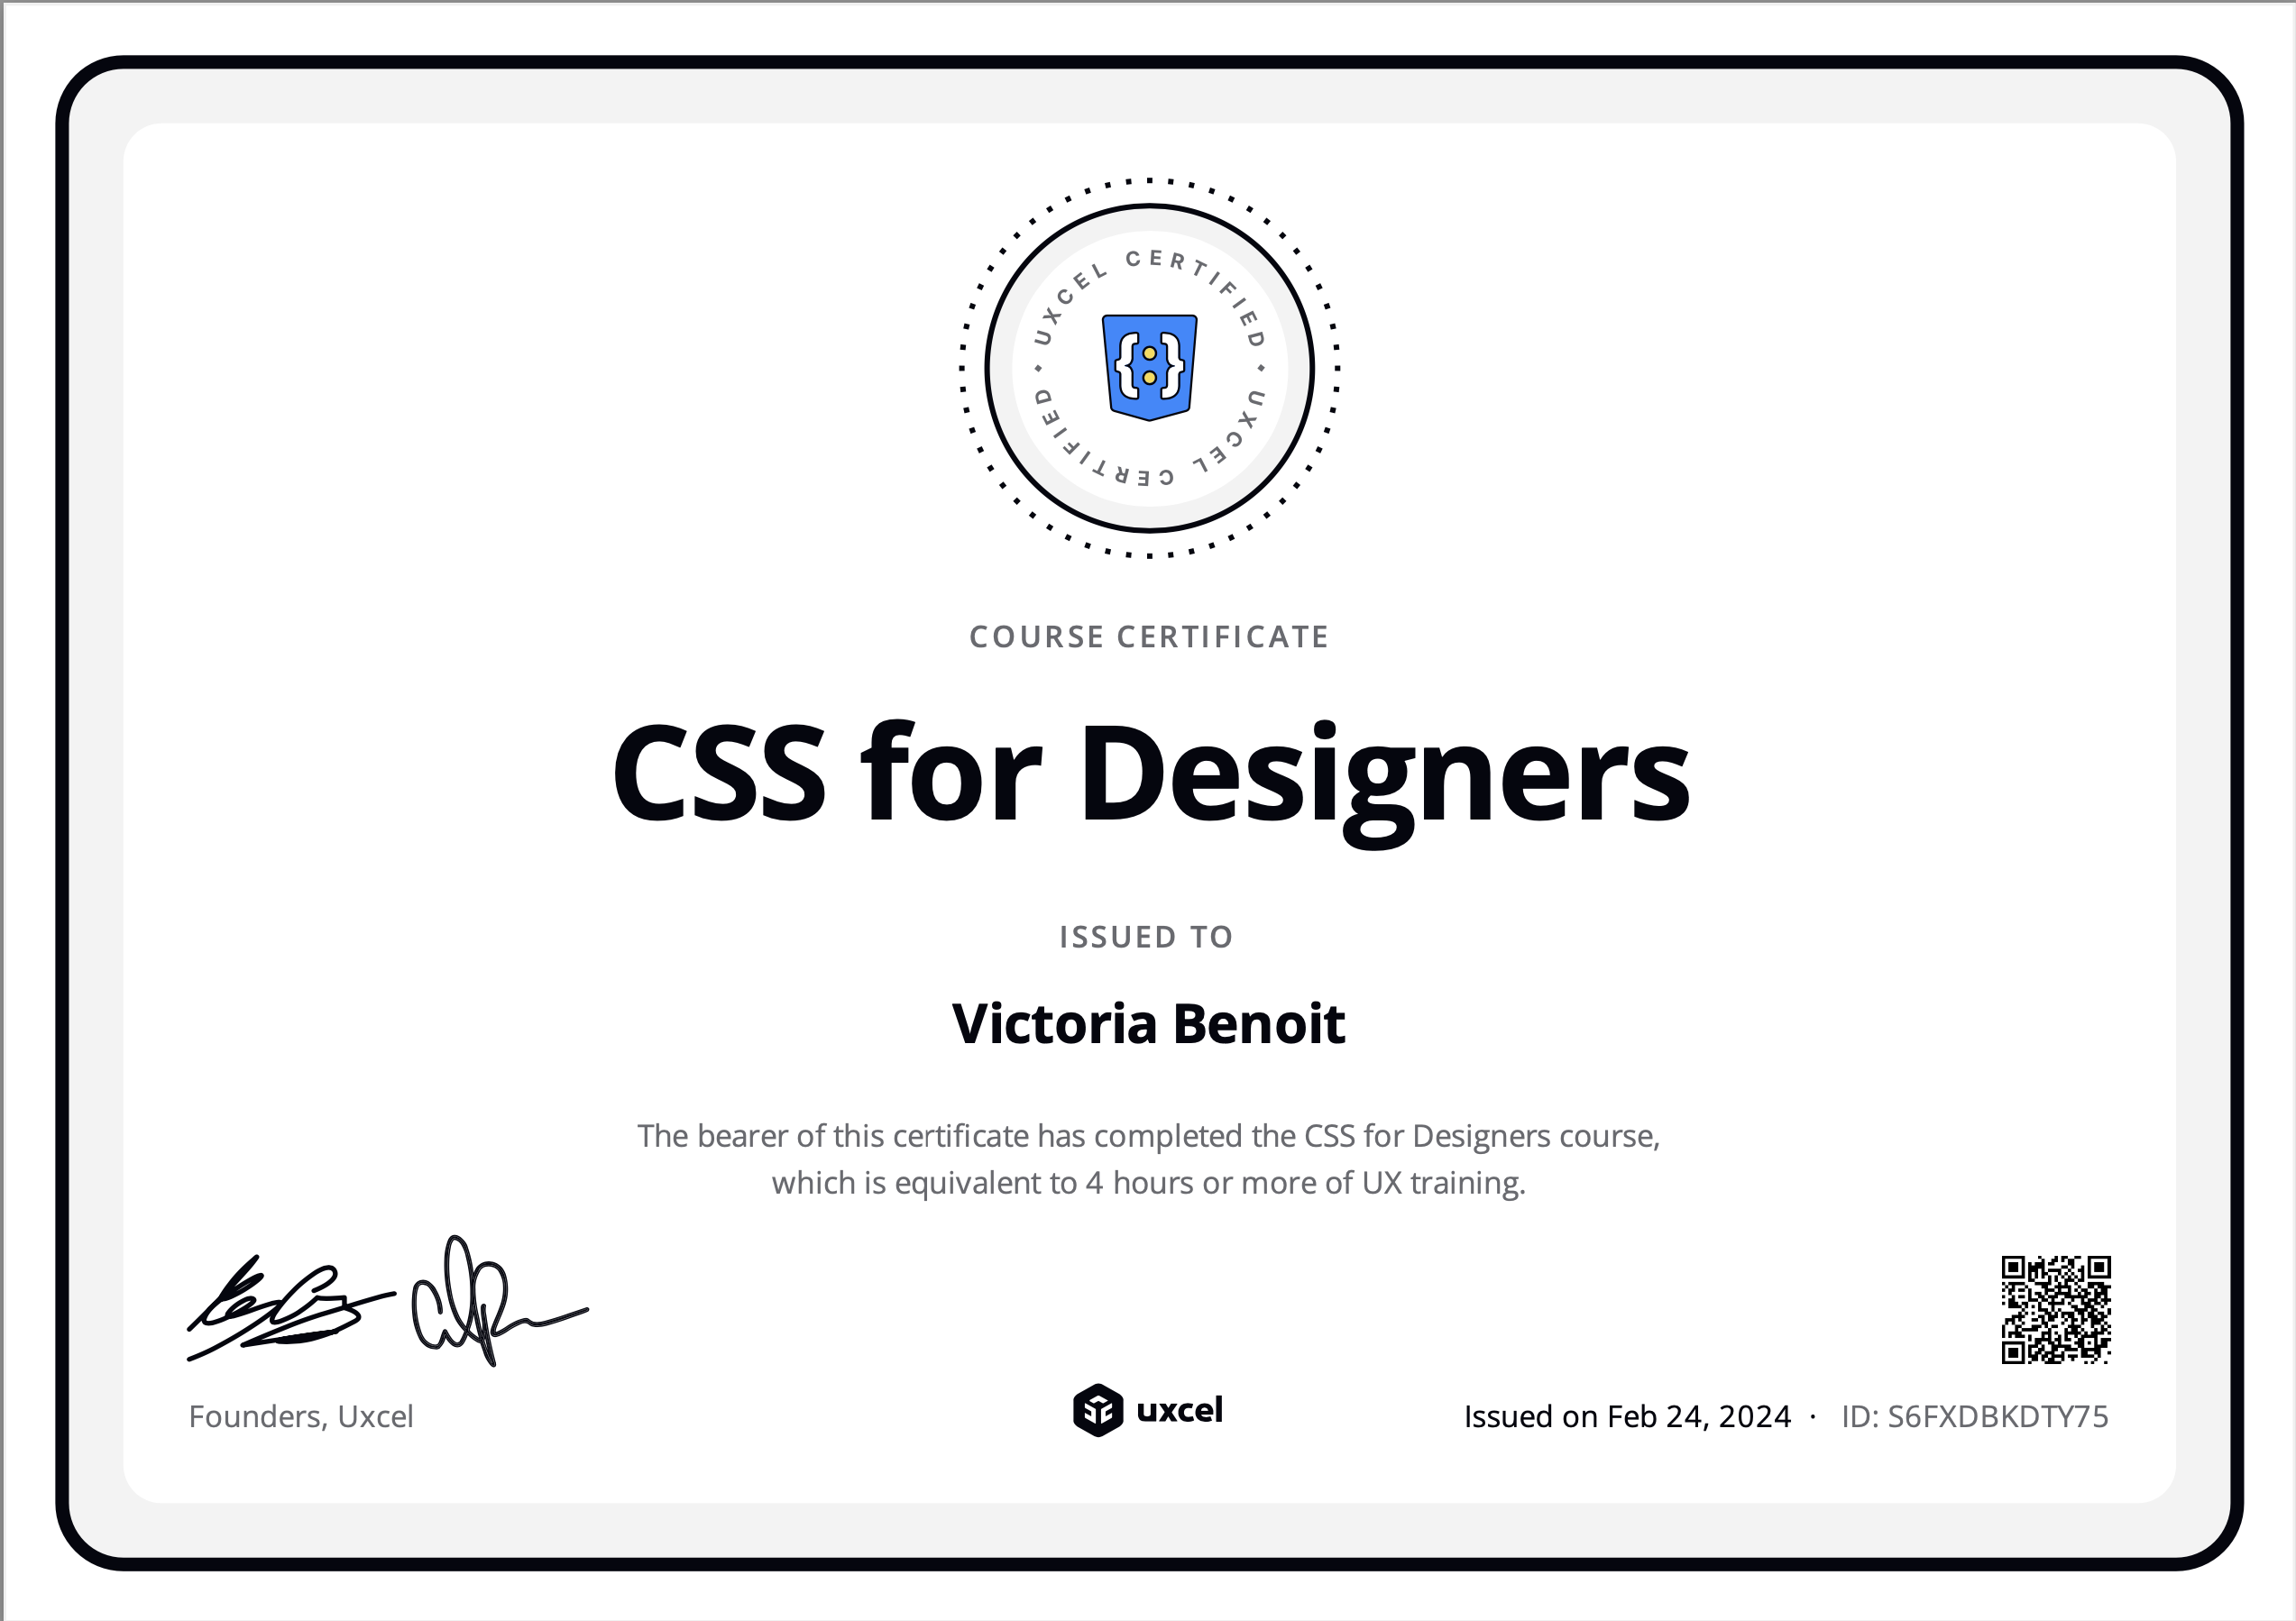 UXCEL CERTIFIED • UXCEL CERTIFIED •
COURSE CERTIFICATE
CSS for Designers
ISSUED TO
Victoria Benoit
The bearer of this certificate has completed the CSS for Designers course,
which is equivalent to 4 hours or more of UX training.
Founders, Uxcel
uxcel
Issued on Feb 24, 2024 · ID: S6FXDBKDTY75